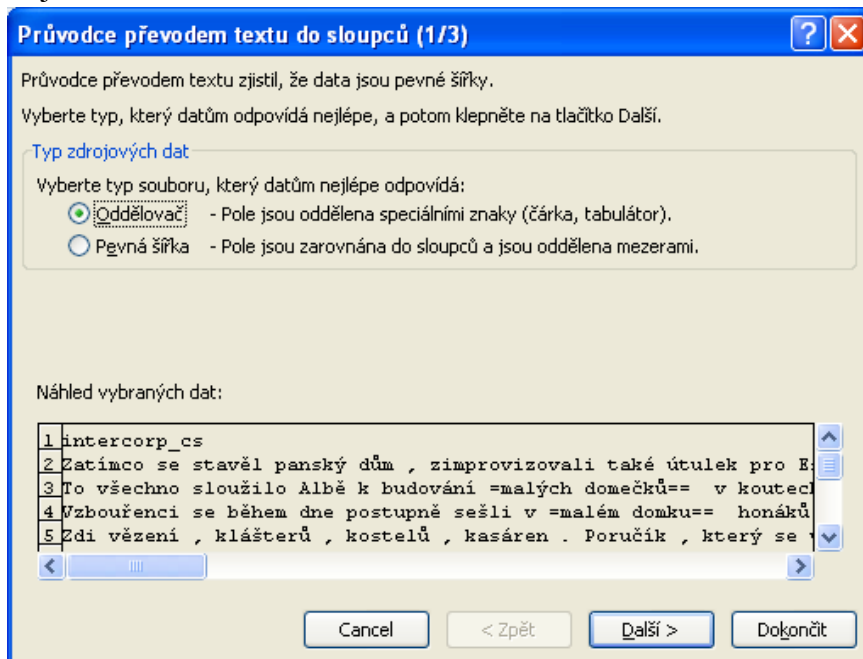 Průvodce převodem textu do sloupců (1/3)
Průvodce převodem textu zjistil, že data jsou pevné šířky.
Vyberte typ, který datům odpovídá nejlépe, a potom klepněte na tlačítko Další.
Typ zdrojových dat
Vyberte typ souboru, který datům nejlépe odpovídá:
Oddělovač - Pole jsou oddělena speciálními znaky (čárka, tabulátor).
Pevná šířka - Pole jsou zarovnána do sloupců a jsou oddělena mezerami.
Náhled vybraných dat:
1 intercorp_cs
2 Zatímco se stavěl panský dům , zimprovizovali také útulek pro
3 To všechno sloužilo Albě k budování =malých domečků== v koutech
4 Vzbouřenci se během dne postupně sešli v =malém domku== honáků
5 Zdi vězení , klášterů , kostelů , kasáren . Poručík , který se
Cancel < Zpět Další > Dokončit